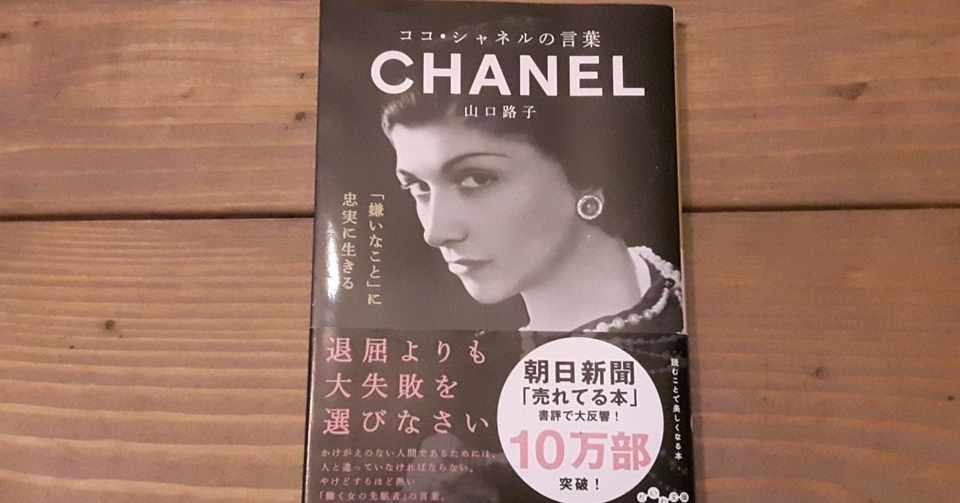 ココ・シャネルの言葉
CHANEL
山口路子
「嫌いなこと」に
忠実に生きる
退屈よりも
大失敗を
選びなさい
かけがえのない人間であるためには、
人と違っていなければならない。
やけどするほど熱い
「働く女の先駆者」の言葉。
朝日新聞
「売れてる本」
書評で大反響！
10万部
突破！
読むことで美しくなる本
だいわ文庫